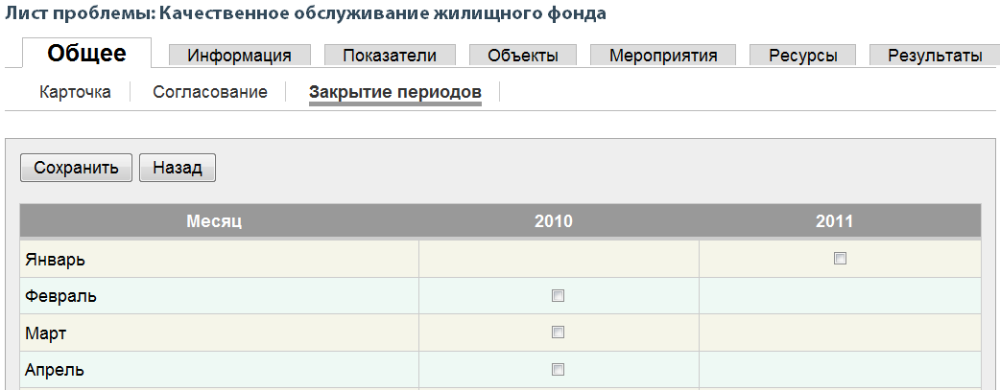 Лист проблемы: Качественное обслуживание жилищного фонда
Общее Информация Показатели Объекты Мероприятия Ресурсы Результаты
Карточка Согласование Закрытие периодов
Сохранить Назад
Месяц 2010 2011
Январь
Февраль
Март
Апрель